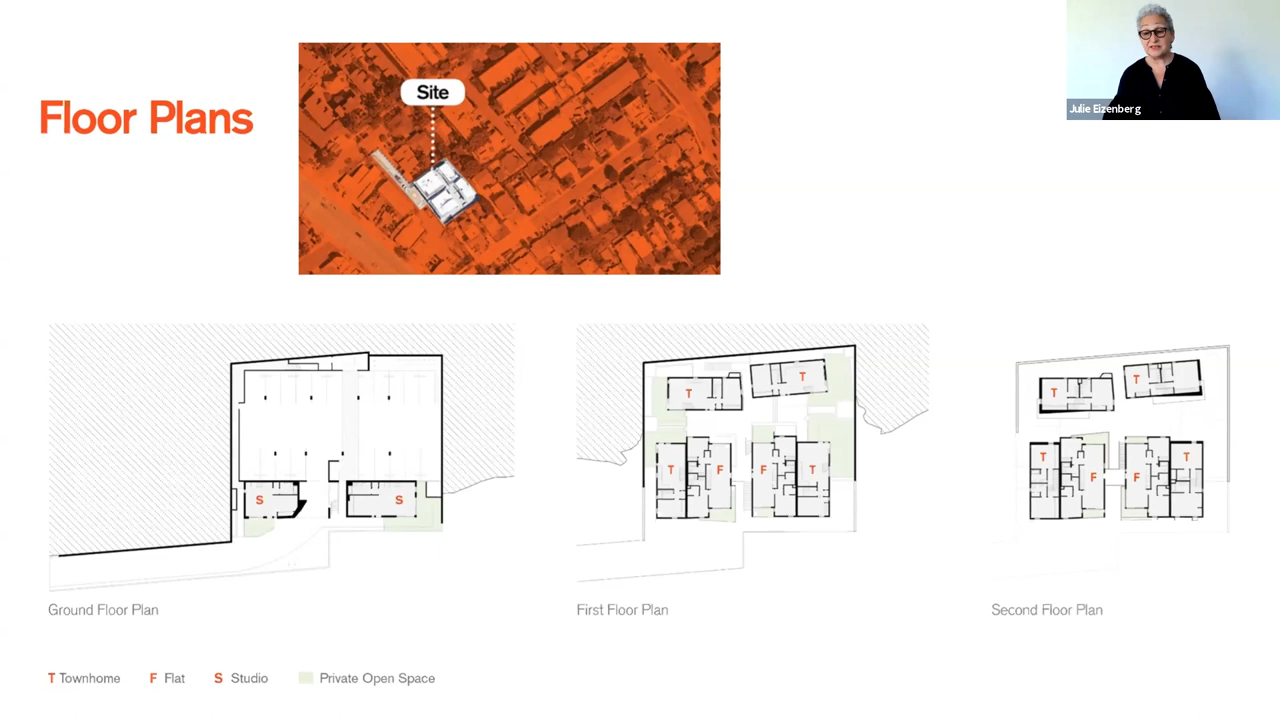 Floor Plans
Site
Julie Eizenberg
S
S
T
T
T
F
F
T
T
T
T
F
F
T
Ground Floor Plan
First Floor Plan
Second Floor Plan
T Townhome
F Flat
S Studio
Private Open Space